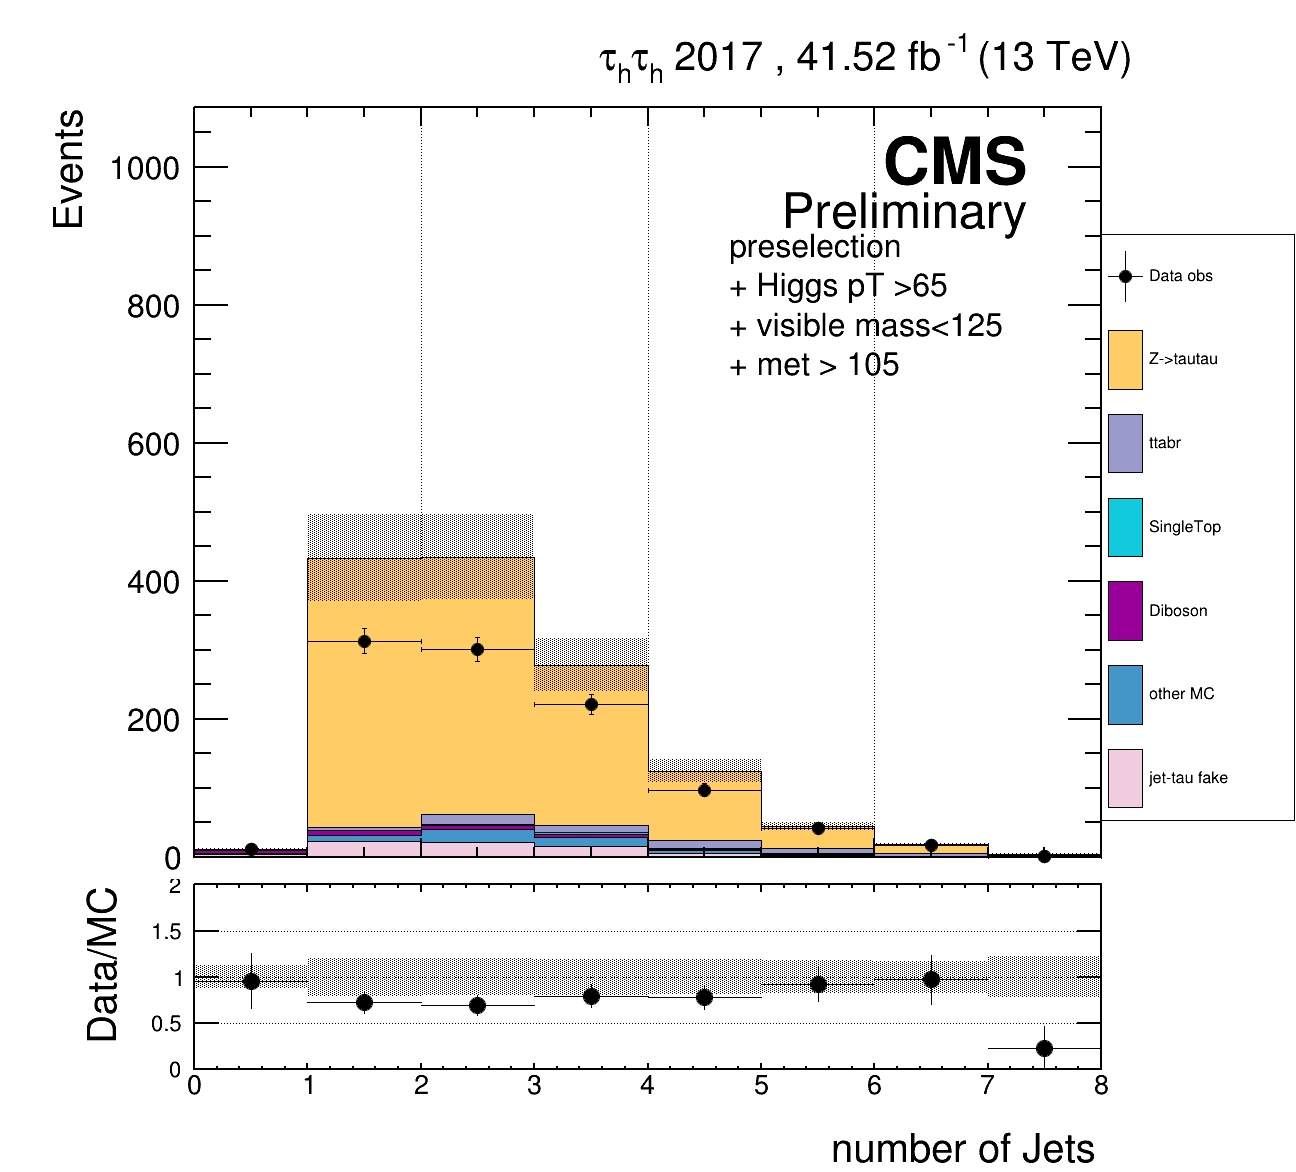 τhτh 2017 , 41.52 fb-1 (13 TeV)
Events
1000
800
600
400
200
0
CMS
Preliminary
preselection
+ Higgs pT >65
+ visible mass<125
+ met > 105
Data obs
Z->tautau
ttabr
SingleTop
Diboson
other MC
jet-tau fake
Data/MC
2
1.5
1
0.5
0
0 1 2 3 4 5 6 7 8
number of Jets